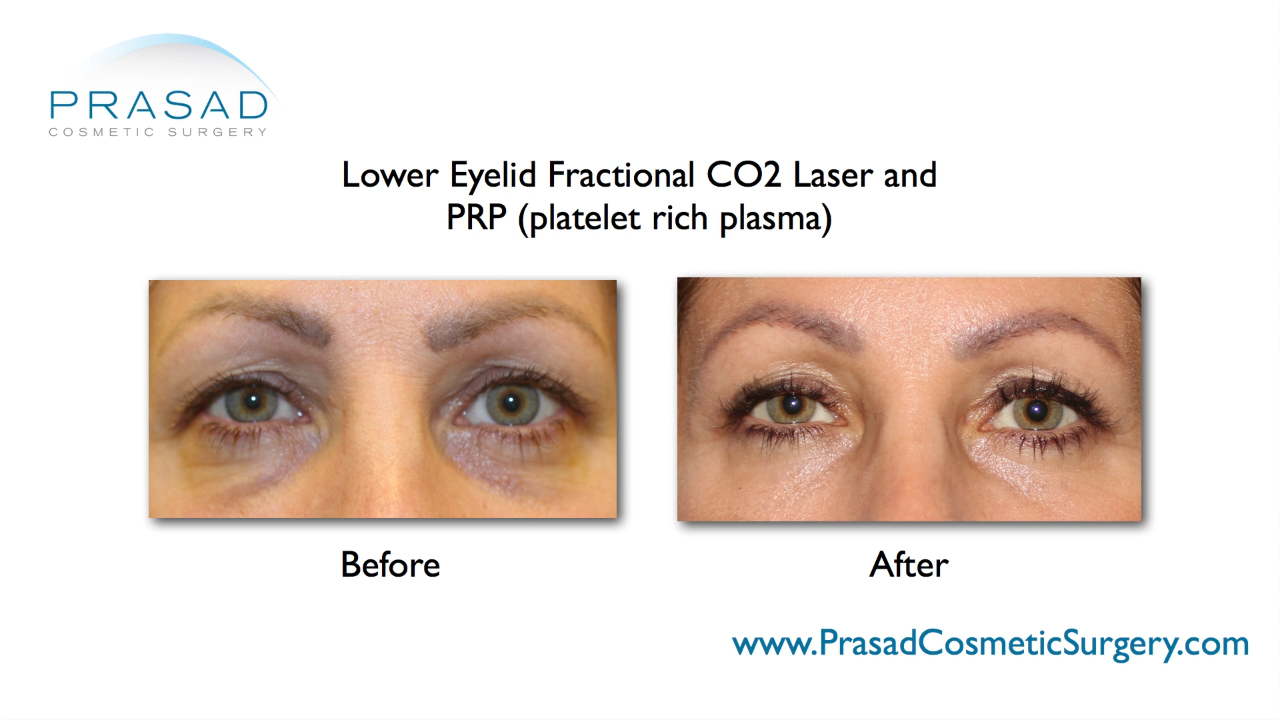 PRASAD
COSMETIC SURGERY
Lower Eyelid Fractional CO2 Laser and
PRP (platelet rich plasma)
Before
After
www.PrasadCosmeticSurgery.com